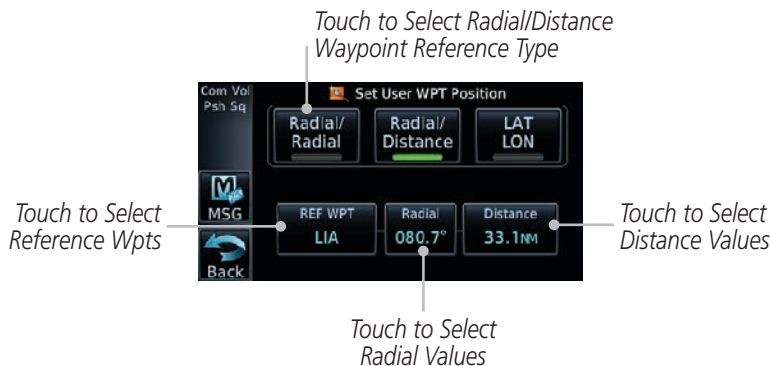 Touch to Select Radial/Distance
Waypoint Reference Type
Com Vol
Psh Sq
Set User WPT Position
Radial/
Radial
Radial/
Distance
LAT
LON
MSG
Touch to Select
Reference Wpts
REF WPT
LIA
Radial
080.7°
Distance
33.1NM
Touch to Select
Distance Values
Back
Touch to Select
Radial Values